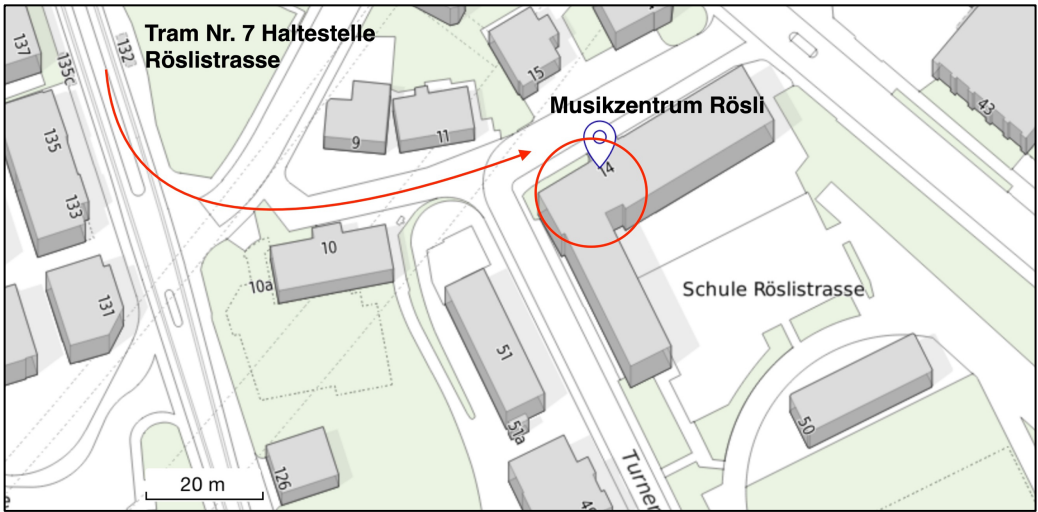 Tram Nr. 7 Haltestelle
Röslistrasse
137
135c
132
15
Musikzentrum Rösli
43
135
9
11
14
133
10
10a
Schule Röslistrasse
131
51
50
51a
126
20 m
Turner